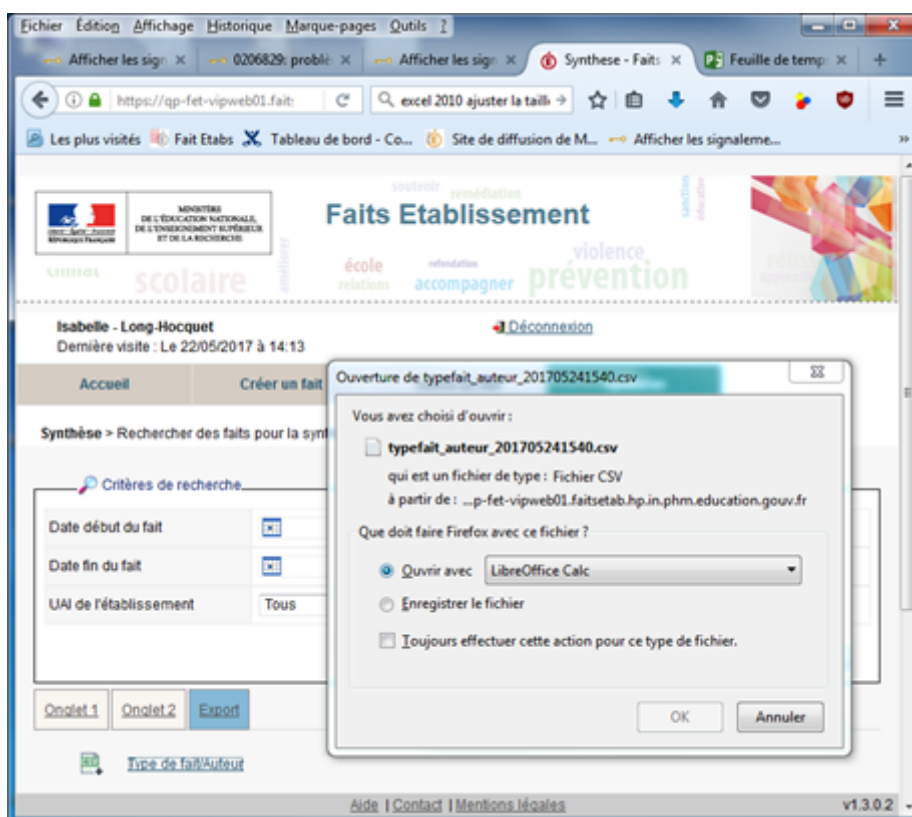 Fichier Édition Affichage Historique Marque-pages Outils ?
Afficher les sign 0206829: problè Afficher les sign Synthese - Faits Feuille de temp
https://qp-fet-vipweb01.fait: excel 2010 ajuster la taill
Les plus visités Fait Etabs Tableau de bord - Co... Site de diffusion de M... Afficher les signaleme...
MINISTÈRE
DE L'ÉDUCATION NATIONALE,
DE L'ENSEIGNEMENT SUPÉRIEUR
ET DE LA RECHERCHE
RÉPUBLIQUE FRANÇAISE
soutenir remédiation
Faits Etablissement
sanction
éducative
climat scolaire
améliorer
école refondation violence
relations accompagner prévention
Isabelle - Long-Hocquet
Dernière visite : Le 22/05/2017 à 14:13
Déconnexion
Accueil Créer un fait
Synthèse > Rechercher des faits pour la synt
Critères de recherche
Date début du fait
Date fin du fait
UAI de l'établissement Tous
Onglet 1 Onglet 2 Export
Type de fait/Auteur
Ouverture de typefait_auteur_201705241540.csv
Vous avez choisi d'ouvrir :
typefait_auteur_201705241540.csv
qui est un fichier de type : Fichier CSV
à partir de : ...p-fet-vipweb01.faitsetab.hp.in.phm.education.gouv.fr
Que doit faire Firefox avec ce fichier ?
Ouvrir avec LibreOffice Calc
Enregistrer le fichier
Toujours effectuer cette action pour ce type de fichier.
OK Annuler
Aide | Contact | Mentions légales v1.3.0.2